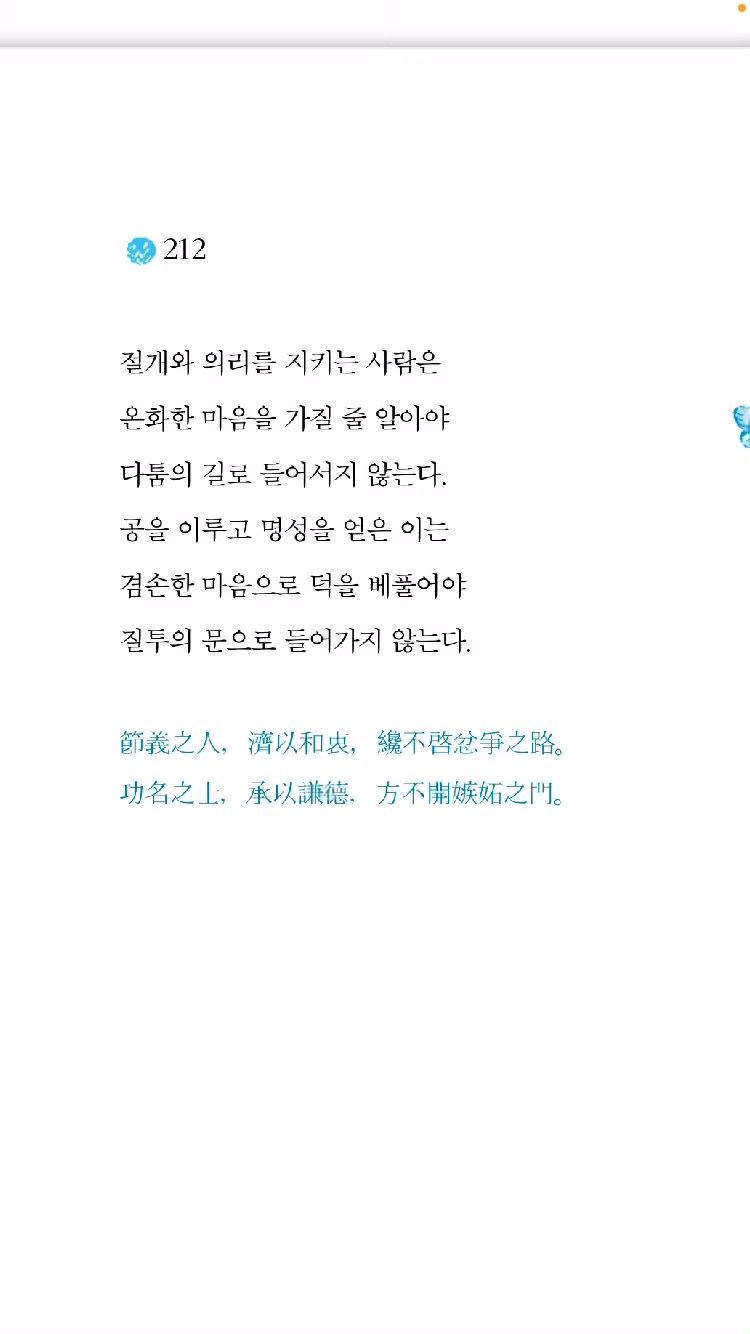 212
절개와 의리를 지키는 사람은
온화한 마음을 가질 줄 알아야
다툼의 길로 들어서지 않는다.
공을 이루고 명성을 얻은 이는
겸손한 마음으로 덕을 베풀어야
질투의 문으로 들어가지 않는다.
節義之人, 濟以和衷, 纔不啓忿爭之路。
功名之士, 承以謙德, 方不開嫉妬之門。